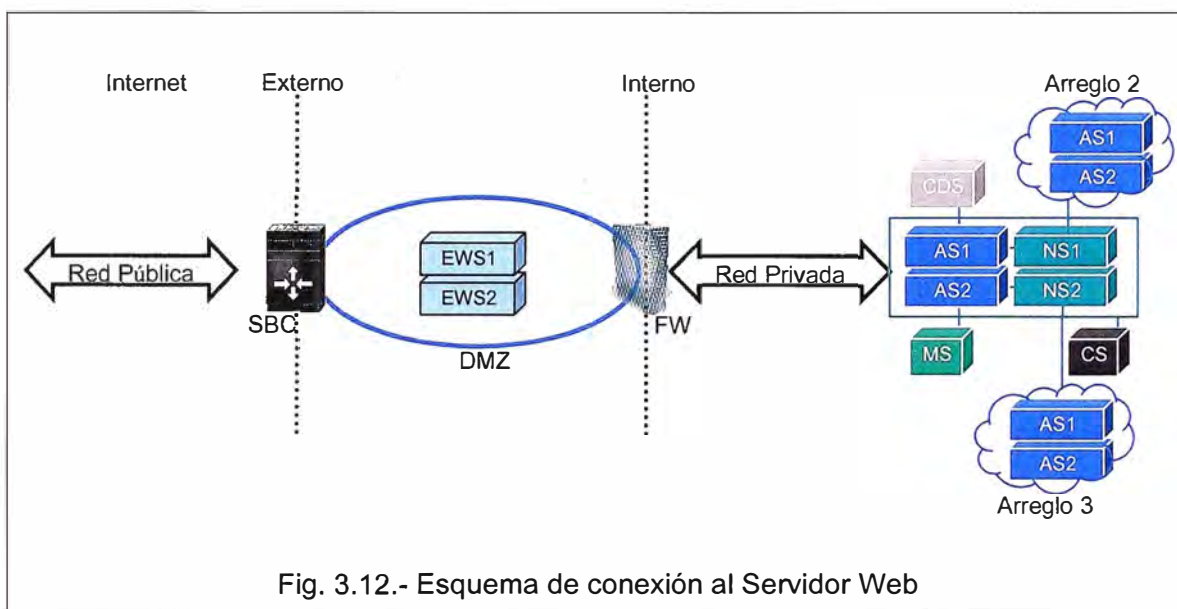 Internet
Externo
Interno
Arreglo 2
AS1
AS2
CDS
AS1
NS1
AS2
NS2
EWS1
EWS2
Red Pública
Red Privada
SBC
FW
DMZ
MS
CS
AS1
AS2
Arreglo 3
Fig. 3.12.- Esquema de conexión al Servidor Web